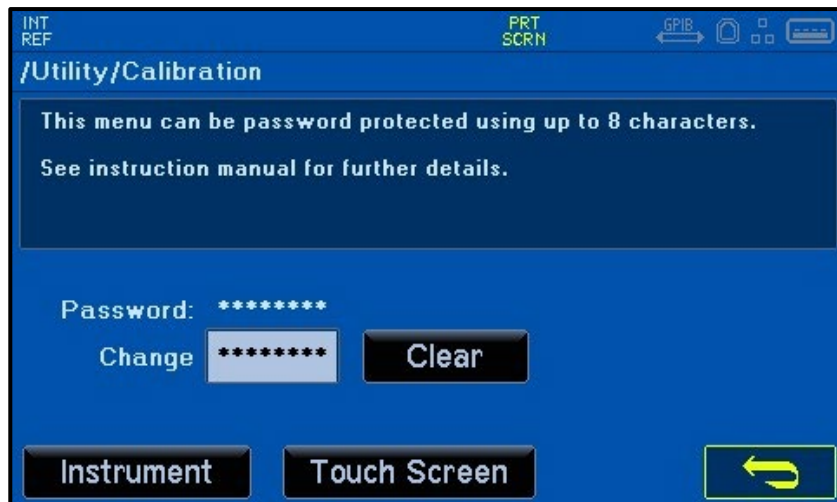 INT
REF
PRT
SCRN
GPIB
/Utility/Calibration
This menu can be password protected using up to 8 characters.
See instruction manual for further details.
Password: ********
Change ******** Clear
Instrument Touch Screen